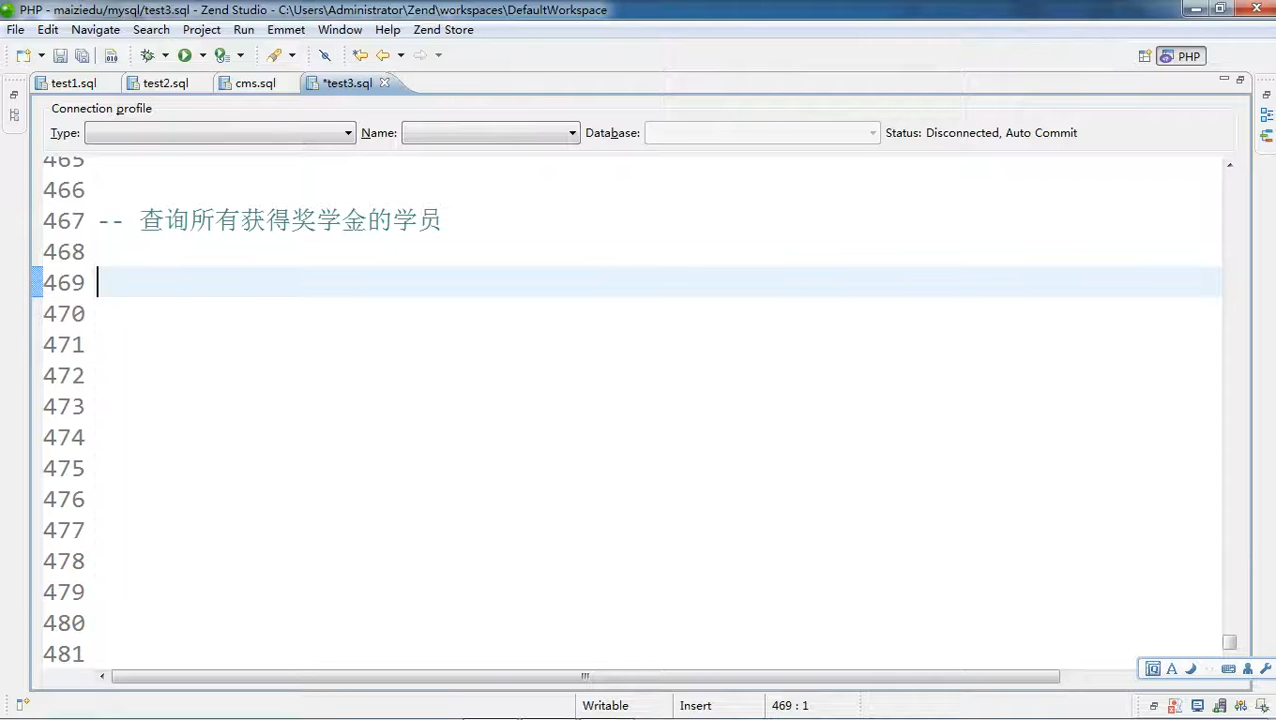 PHP - maiziedu/mysql/test3.sql - Zend Studio - C:\Users\Administrator\Zend\workspaces\DefaultWorkspace
File Edit Navigate Search Project Run Emmet Window Help Zend Store
PHP
test1.sql test2.sql cms.sql *test3.sql
Connection profile
Type: Name: Database: Status: Disconnected, Auto Commit
465
466
467 -- 查询所有获得奖学金的学员
468
469
470
471
472
473
474
475
476
477
478
479
480
481
Writable Insert 469 : 1